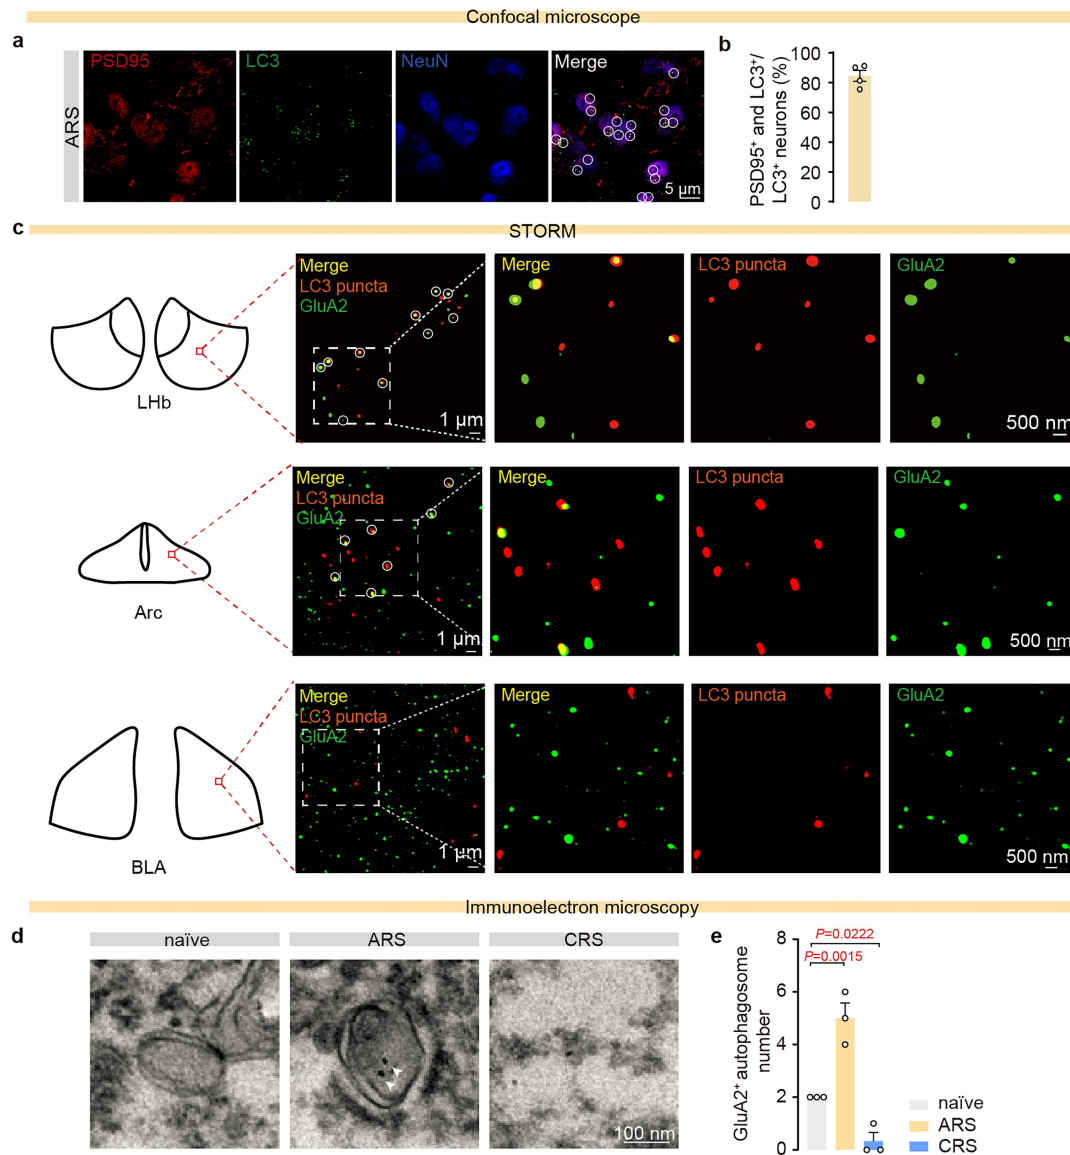 Confocal microscope
a
b
ARS
PSD95
LC3
NeuN
Merge
5 µm
PSD95⁺ and LC3⁺/
LC3⁺ neurons (%)
100
80
60
40
20
0
c
STORM
LHb
Merge
LC3 puncta
GluA2
1 µm
Merge
LC3 puncta
GluA2
500 nm
Arc
Merge
LC3 puncta
GluA2
1 µm
Merge
LC3 puncta
GluA2
500 nm
BLA
Merge
LC3 puncta
GluA2
1 µm
Merge
LC3 puncta
GluA2
500 nm
Immunoelectron microscopy
d
naïve
ARS
CRS
100 nm
e
GluA2⁺ autophagosome
number
8
6
4
2
0
P=0.0222
P=0.0015
naïve
ARS
CRS